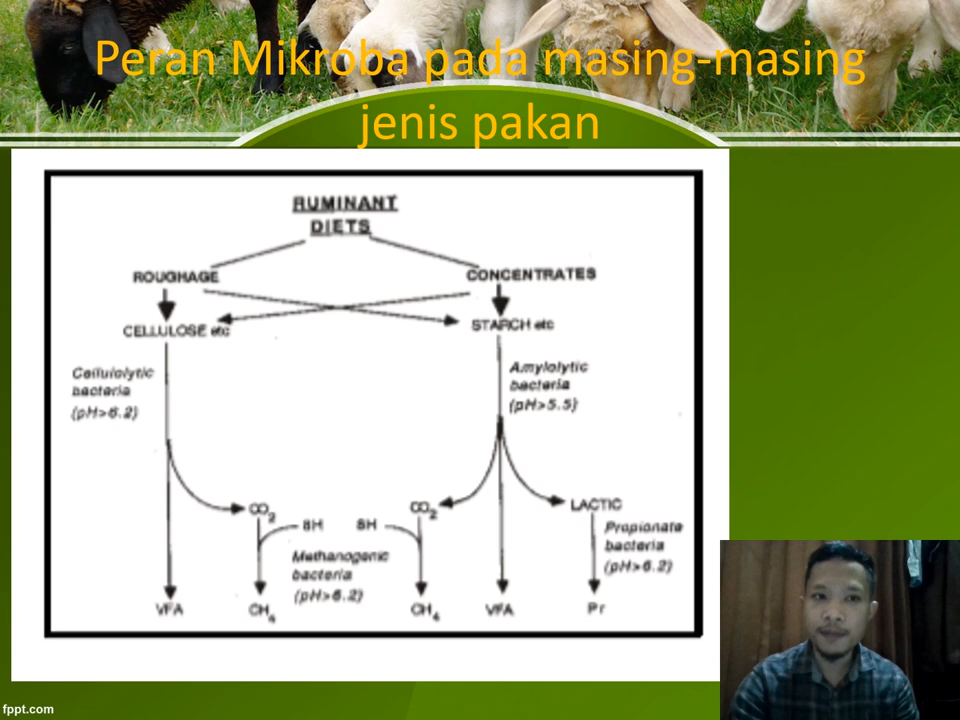 Peran Mikroba pada masing-masing
jenis pakan
RUMINANT
DIETS
ROUGHAGE
CONCENTRATES
CELLULOSE etc
STARCH etc
Cellulolytic
bacteria
(pH>6.2)
Amylolytic
bacteria
(pH>5.5)
CO2
8H
8H
CO2
LACTIC
Methanogenic
bacteria
(pH>6.2)
Propionate
bacteria
(pH>6.2)
VFA
CH4
CH4
VFA
Pr
fppt.com